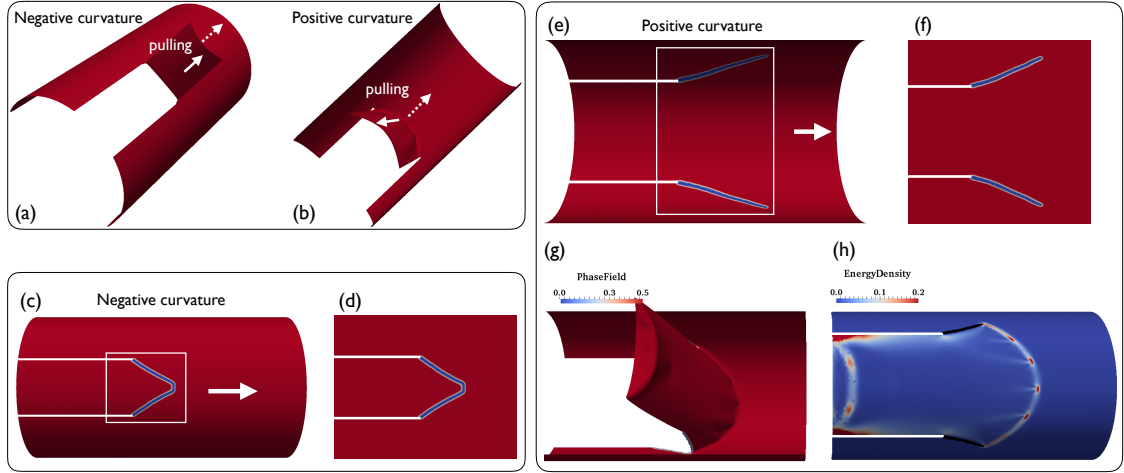 Negative curvature
pulling
(a)
Positive curvature
pulling
(b)
(c)
Negative curvature
(d)
(e)
Positive curvature
(f)
(g)
PhaseField
0.0 0.3 0.5
(h)
EnergyDensity
0.0 0.1 0.2